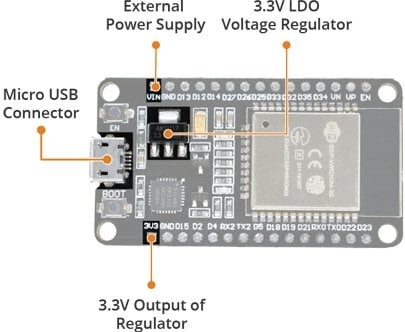 External
Power Supply
3.3V LDO
Voltage Regulator
Micro USB
Connector
VIN GND D13 D12 D14 D27 D26 D25 D33 D32 D35 D34 VN VP EN
EN
BOOT
3V3 GND D15 D2 D4 RX2 TX2 D5 D18 D19 D21 RX0 TX0 D22 D23
3.3V Output of
Regulator